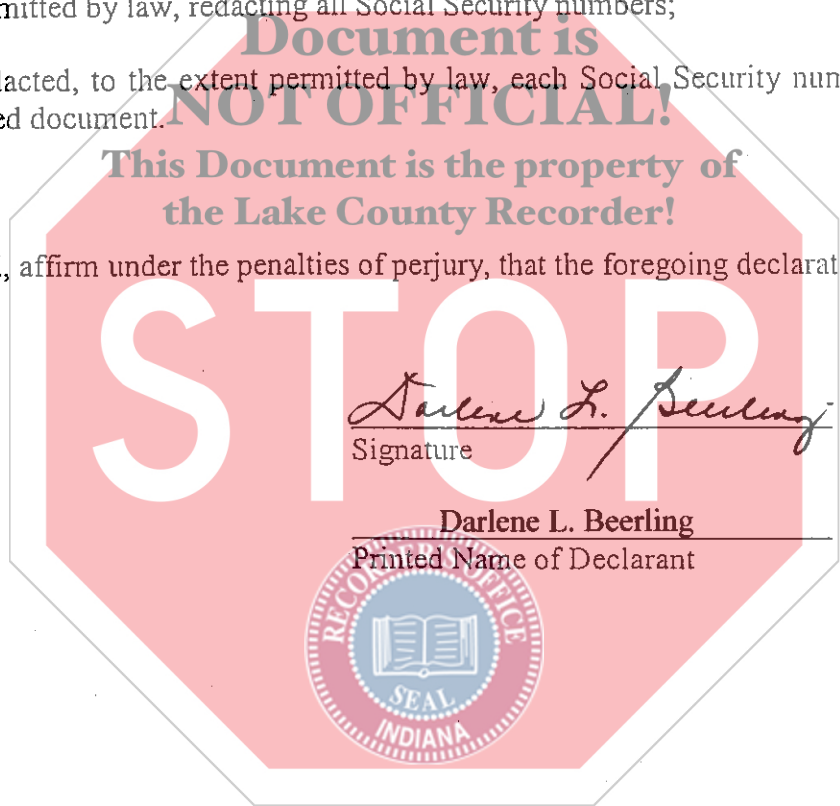 mitted by law, redacting all Social Security numbers;
Document is
lacted, to the extent permitted by law, each Social Security num
NOT OFFICIAL!
ed document.
This Document is the property of
the Lake County Recorder!
, affirm under the penalties of perjury, that the foregoing declarat
STOP
Darlene L. Beerling
Signature
Darlene L. Beerling
Printed Name of Declarant
RECORDER'S OFFICE
SEAL
INDIANA